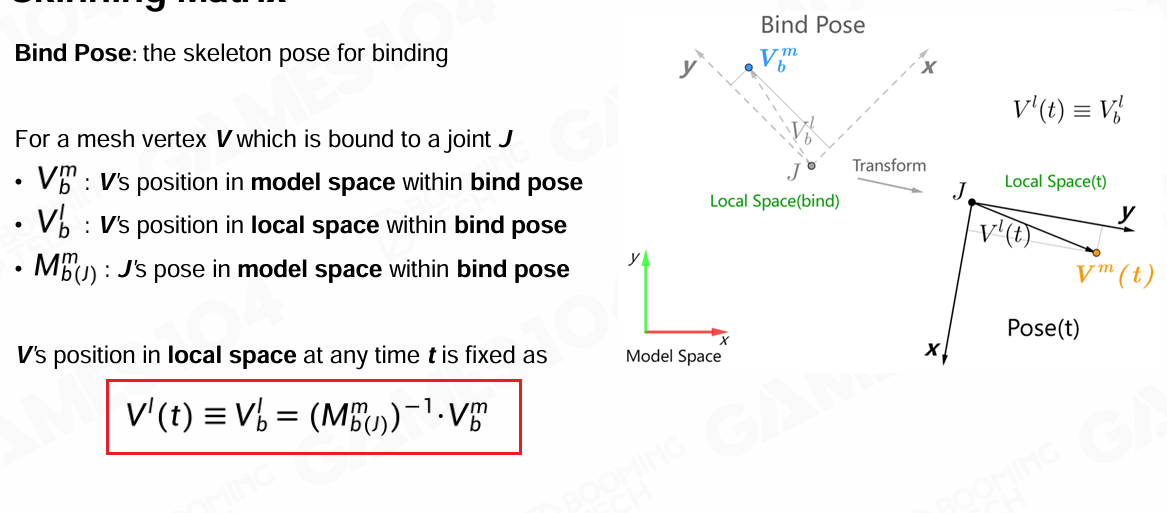 Skinning Matrix
Bind Pose: the skeleton pose for binding
For a mesh vertex V which is bound to a joint J
• V_b^m : V's position in model space within bind pose
• V_b^l : V's position in local space within bind pose
• M_{b(J)}^m : J's pose in model space within bind pose
V's position in local space at any time t is fixed as
V^l(t) ≡ V_b^l = (M_{b(J)}^m)^{-1}·V_b^m
Bind Pose
y
V_b^m
x
V^l(t) ≡ V_b^l
V_b^l
J
Transform
Local Space(bind)
J
Local Space(t)
y
V^l(t)
V^m(t)
y
x
Model Space
Pose(t)
x
GAMES104
BOOMING
TECH